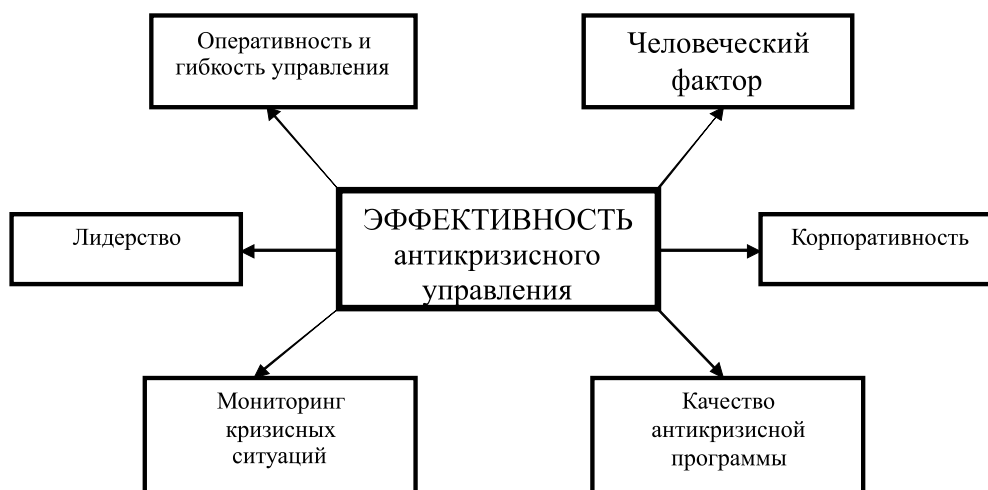 Оперативность и
гибкость управления
Человеческий
фактор
ЭФФЕКТИВНОСТЬ
антикризисного
управления
Лидерство
Корпоративность
Мониторинг
кризисных
ситуаций
Качество
антикризисной
программы